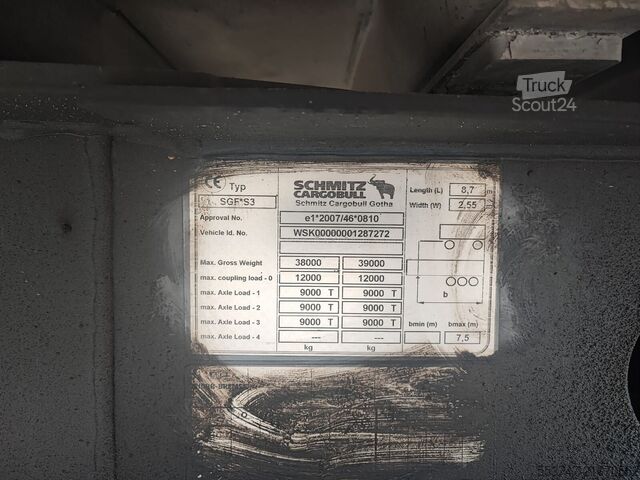 Truck
Scout24
CE Typ
SCHMITZ
CARGOBULL
Schmitz Cargobull Gotha
Length (L) 8,7 m
SGF*S3
Width (W) 2,55 m
Approval No. e1*2007/46*0810
Vehicle Id. No. WSK00000001287272
Max. Gross Weight 38000 39000
max. coupling load - 0 12000 12000
max. Axle Load - 1 9000 T 9000 T
b
max. Axle Load - 2 9000 T 9000 T
max. Axle Load - 3 9000 T 9000 T bmin (m) bmax (m)
max. Axle Load - 4 --- --- 7,5
kg kg